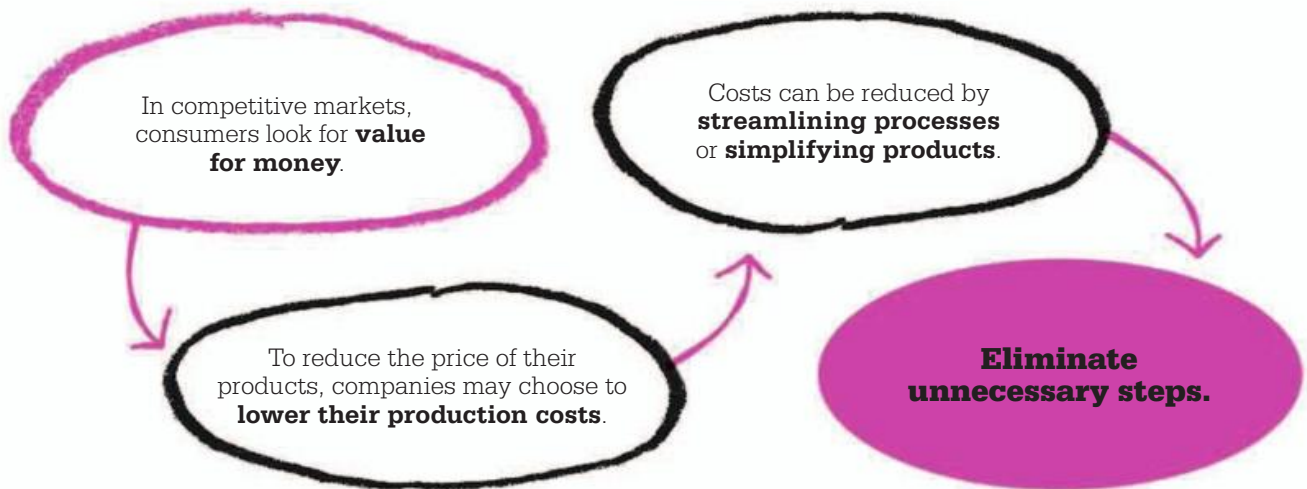 In competitive markets,
consumers look for value
for money.
To reduce the price of their
products, companies may choose to
lower their production costs.
Costs can be reduced by
streamlining processes
or simplifying products.
Eliminate
unnecessary steps.